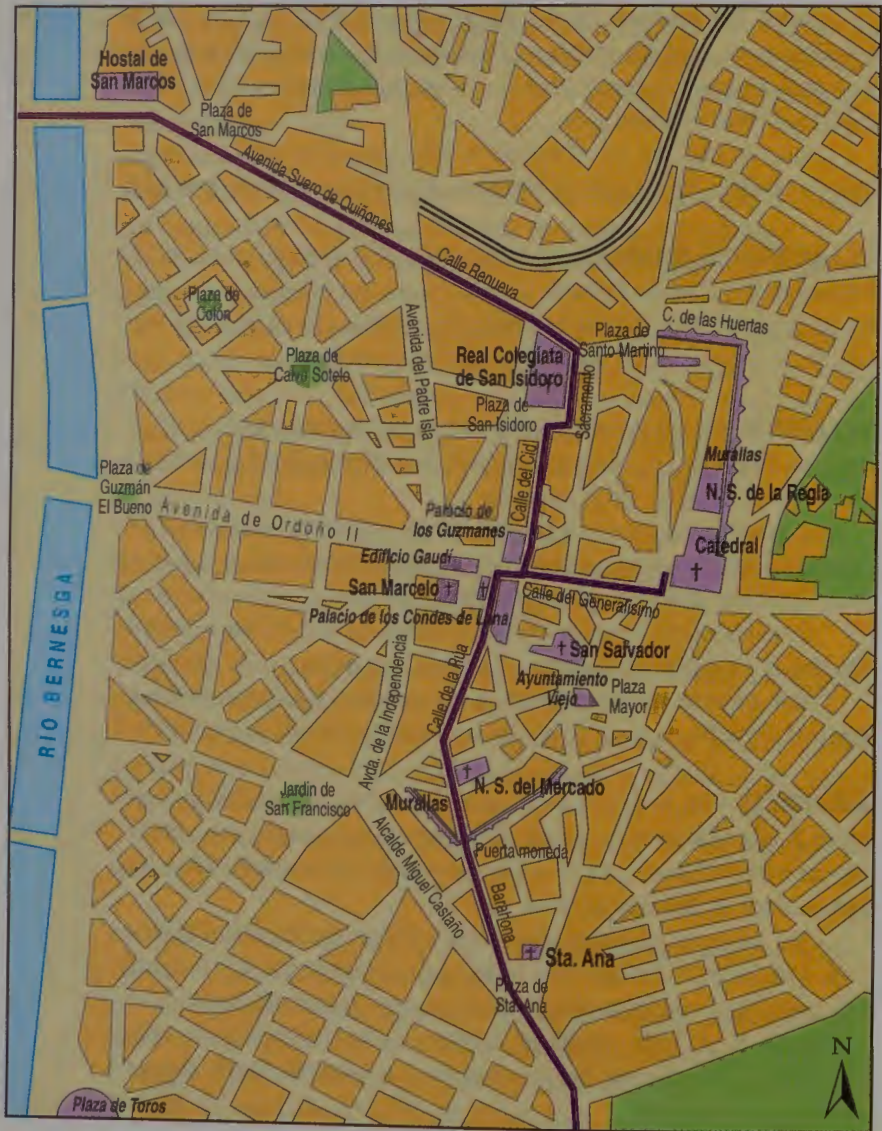 Hostal de
San Marcos
Plaza de
San Marcos
Avenida Suero de Quiñones
Calle Renueva
Plaza de
Colón
Avenida del Padre Isla
Plaza de
Calvo Sotelo
Real Colegiata
de San Isidoro
Plaza de
San Isidoro
Sacramento
Plaza de
Santo Martino
C. de las Huertas
Murallas
N. S. de la Regla
Catedral
Calle del Cid
Plaza de
Guzmán
El Bueno
Avenida de Ordoño II
Palacio de
los Guzmanes
Edificio Gaudí
San Marcelo
Palacio de los Condes de Luna
Calle del Generalísimo
San Salvador
Ayuntamiento
Viejo
Plaza
Mayor
RIO BERNESGA
Avda. de la Independencia
Calle de la Rua
Jardin de
San Francisco
Murallas
N. S. del Mercado
Puerta moneda
Alcalde Miguel Castaño
Barahona
Sta. Ana
Plaza de
Sta. Ana
Plaza de Toros
N